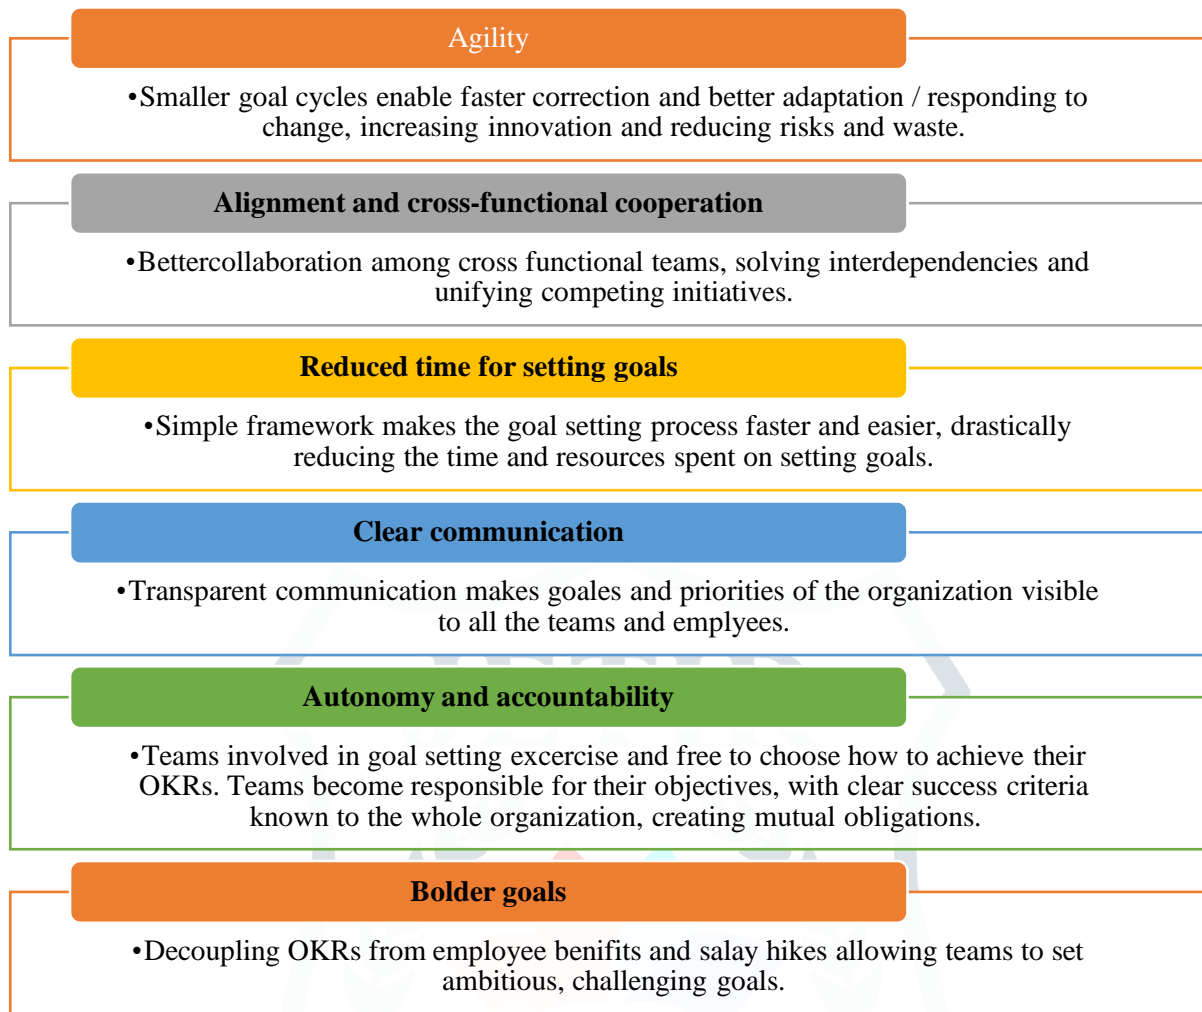 Agility
•Smaller goal cycles enable faster correction and better adaptation / responding to
change, increasing innovation and reducing risks and waste.
Alignment and cross-functional cooperation
•Bettercollaboration among cross functional teams, solving interdependencies and
unifying competing initiatives.
Reduced time for setting goals
•Simple framework makes the goal setting process faster and easier, drastically
reducing the time and resources spent on setting goals.
Clear communication
•Transparent communication makes goales and priorities of the organization visible
to all the teams and emplyees.
Autonomy and accountability
•Teams involved in goal setting excercise and free to choose how to achieve their
OKRs. Teams become responsible for their objectives, with clear success criteria
known to the whole organization, creating mutual obligations.
Bolder goals
•Decoupling OKRs from employee benifits and salay hikes allowing teams to set
ambitious, challenging goals.